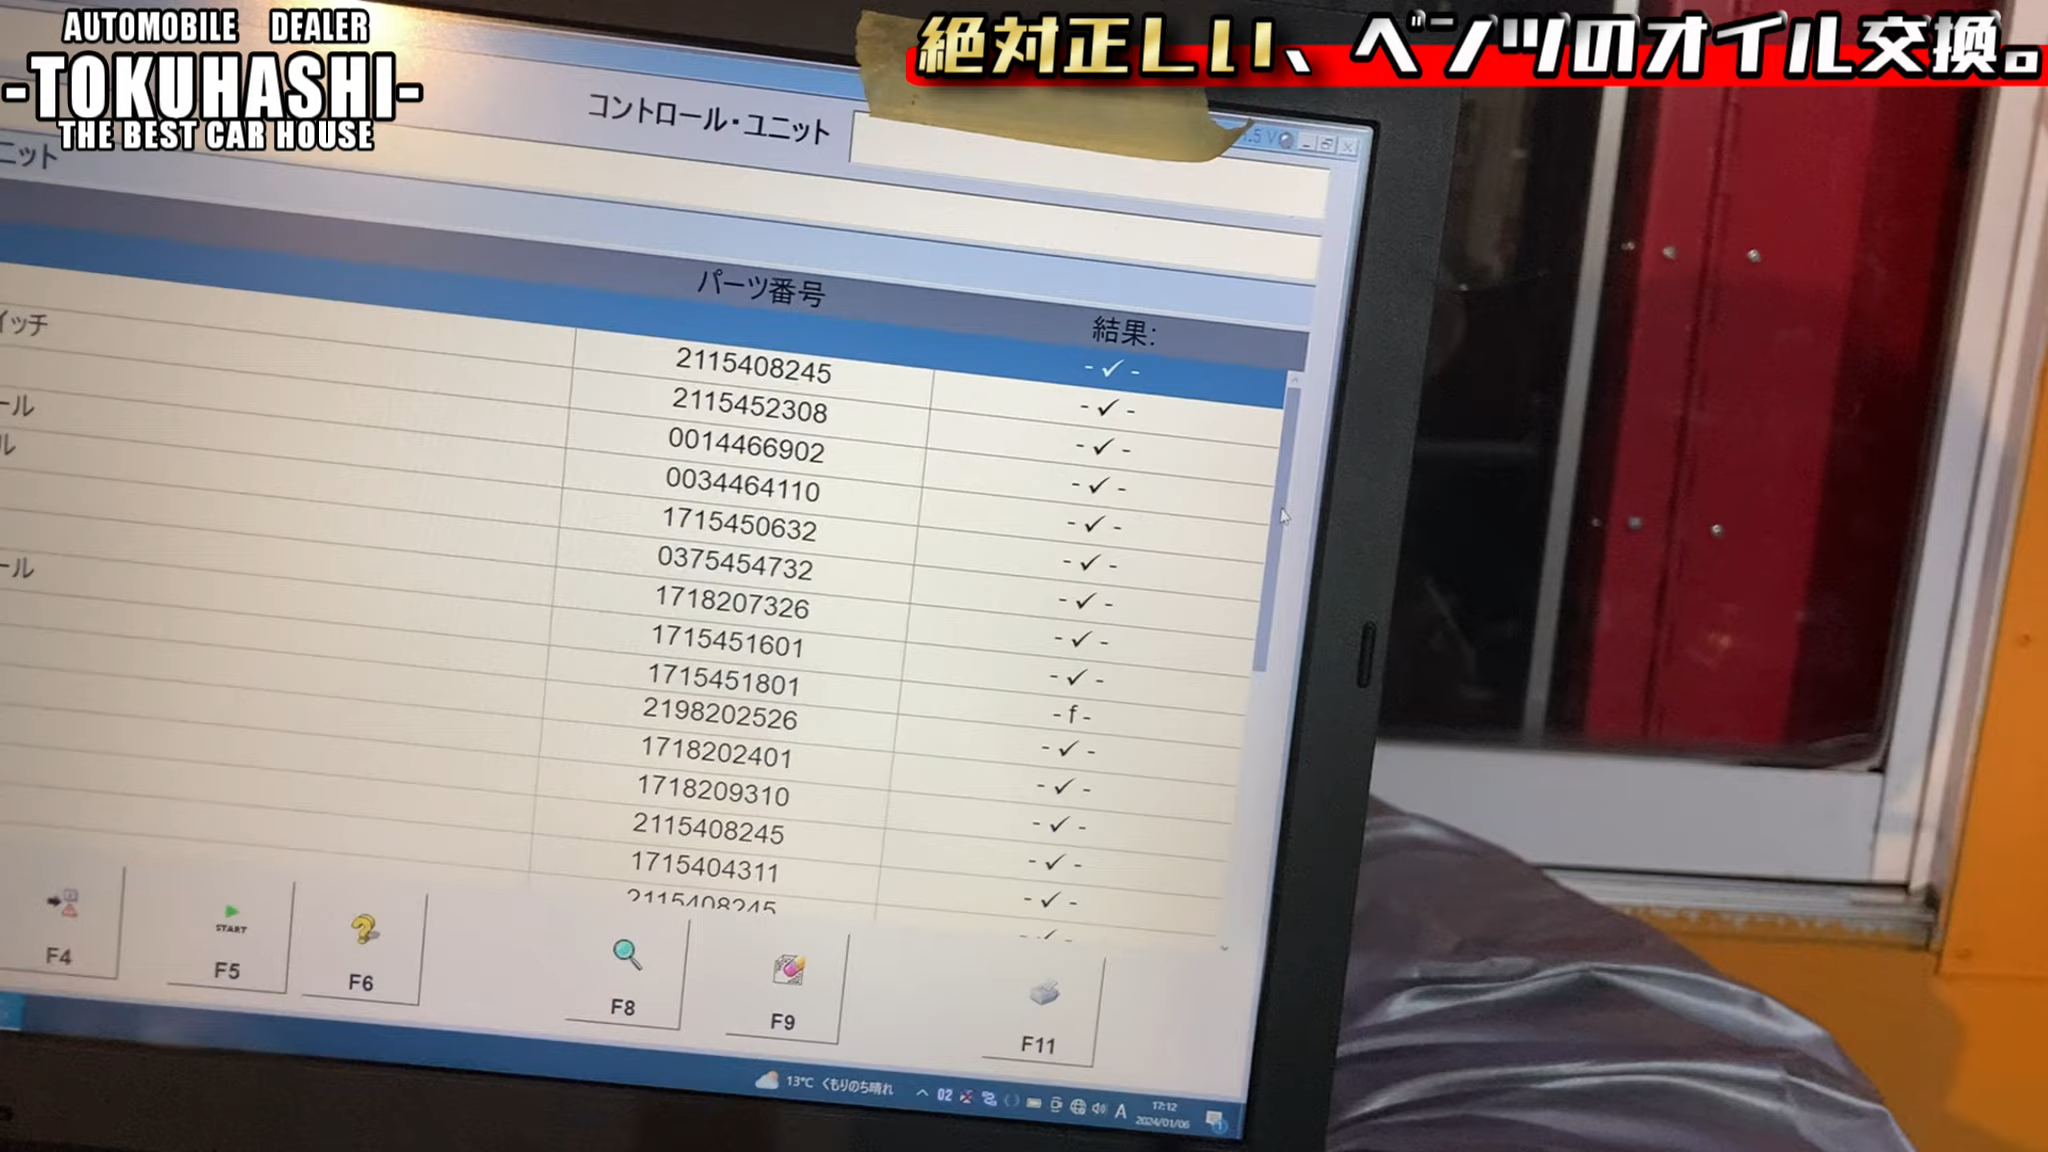 AUTOMOBILE DEALER
-TOKUHASHI-
THE BEST CAR HOUSE
絶対正しい、ベンツのオイル交換。
コントロール・ユニット
.5 V
ニット
パーツ番号
結果:
イッチ
2115408245
- ✓ -
2115452308
- ✓ -
ール
0014466902
- ✓ -
ル
0034464110
- ✓ -
1715450632
- ✓ -
0375454732
- ✓ -
ール
1718207326
- ✓ -
1715451601
- ✓ -
1715451801
- ✓ -
2198202526
- f -
1718202401
- ✓ -
1718209310
- ✓ -
2115408245
- ✓ -
1715404311
- ✓ -
2115408245
- ✓ -
START
F4
F5
F6
F8
F9
F11
13°C くもりのち晴れ
02
A
17:12
2024/01/06